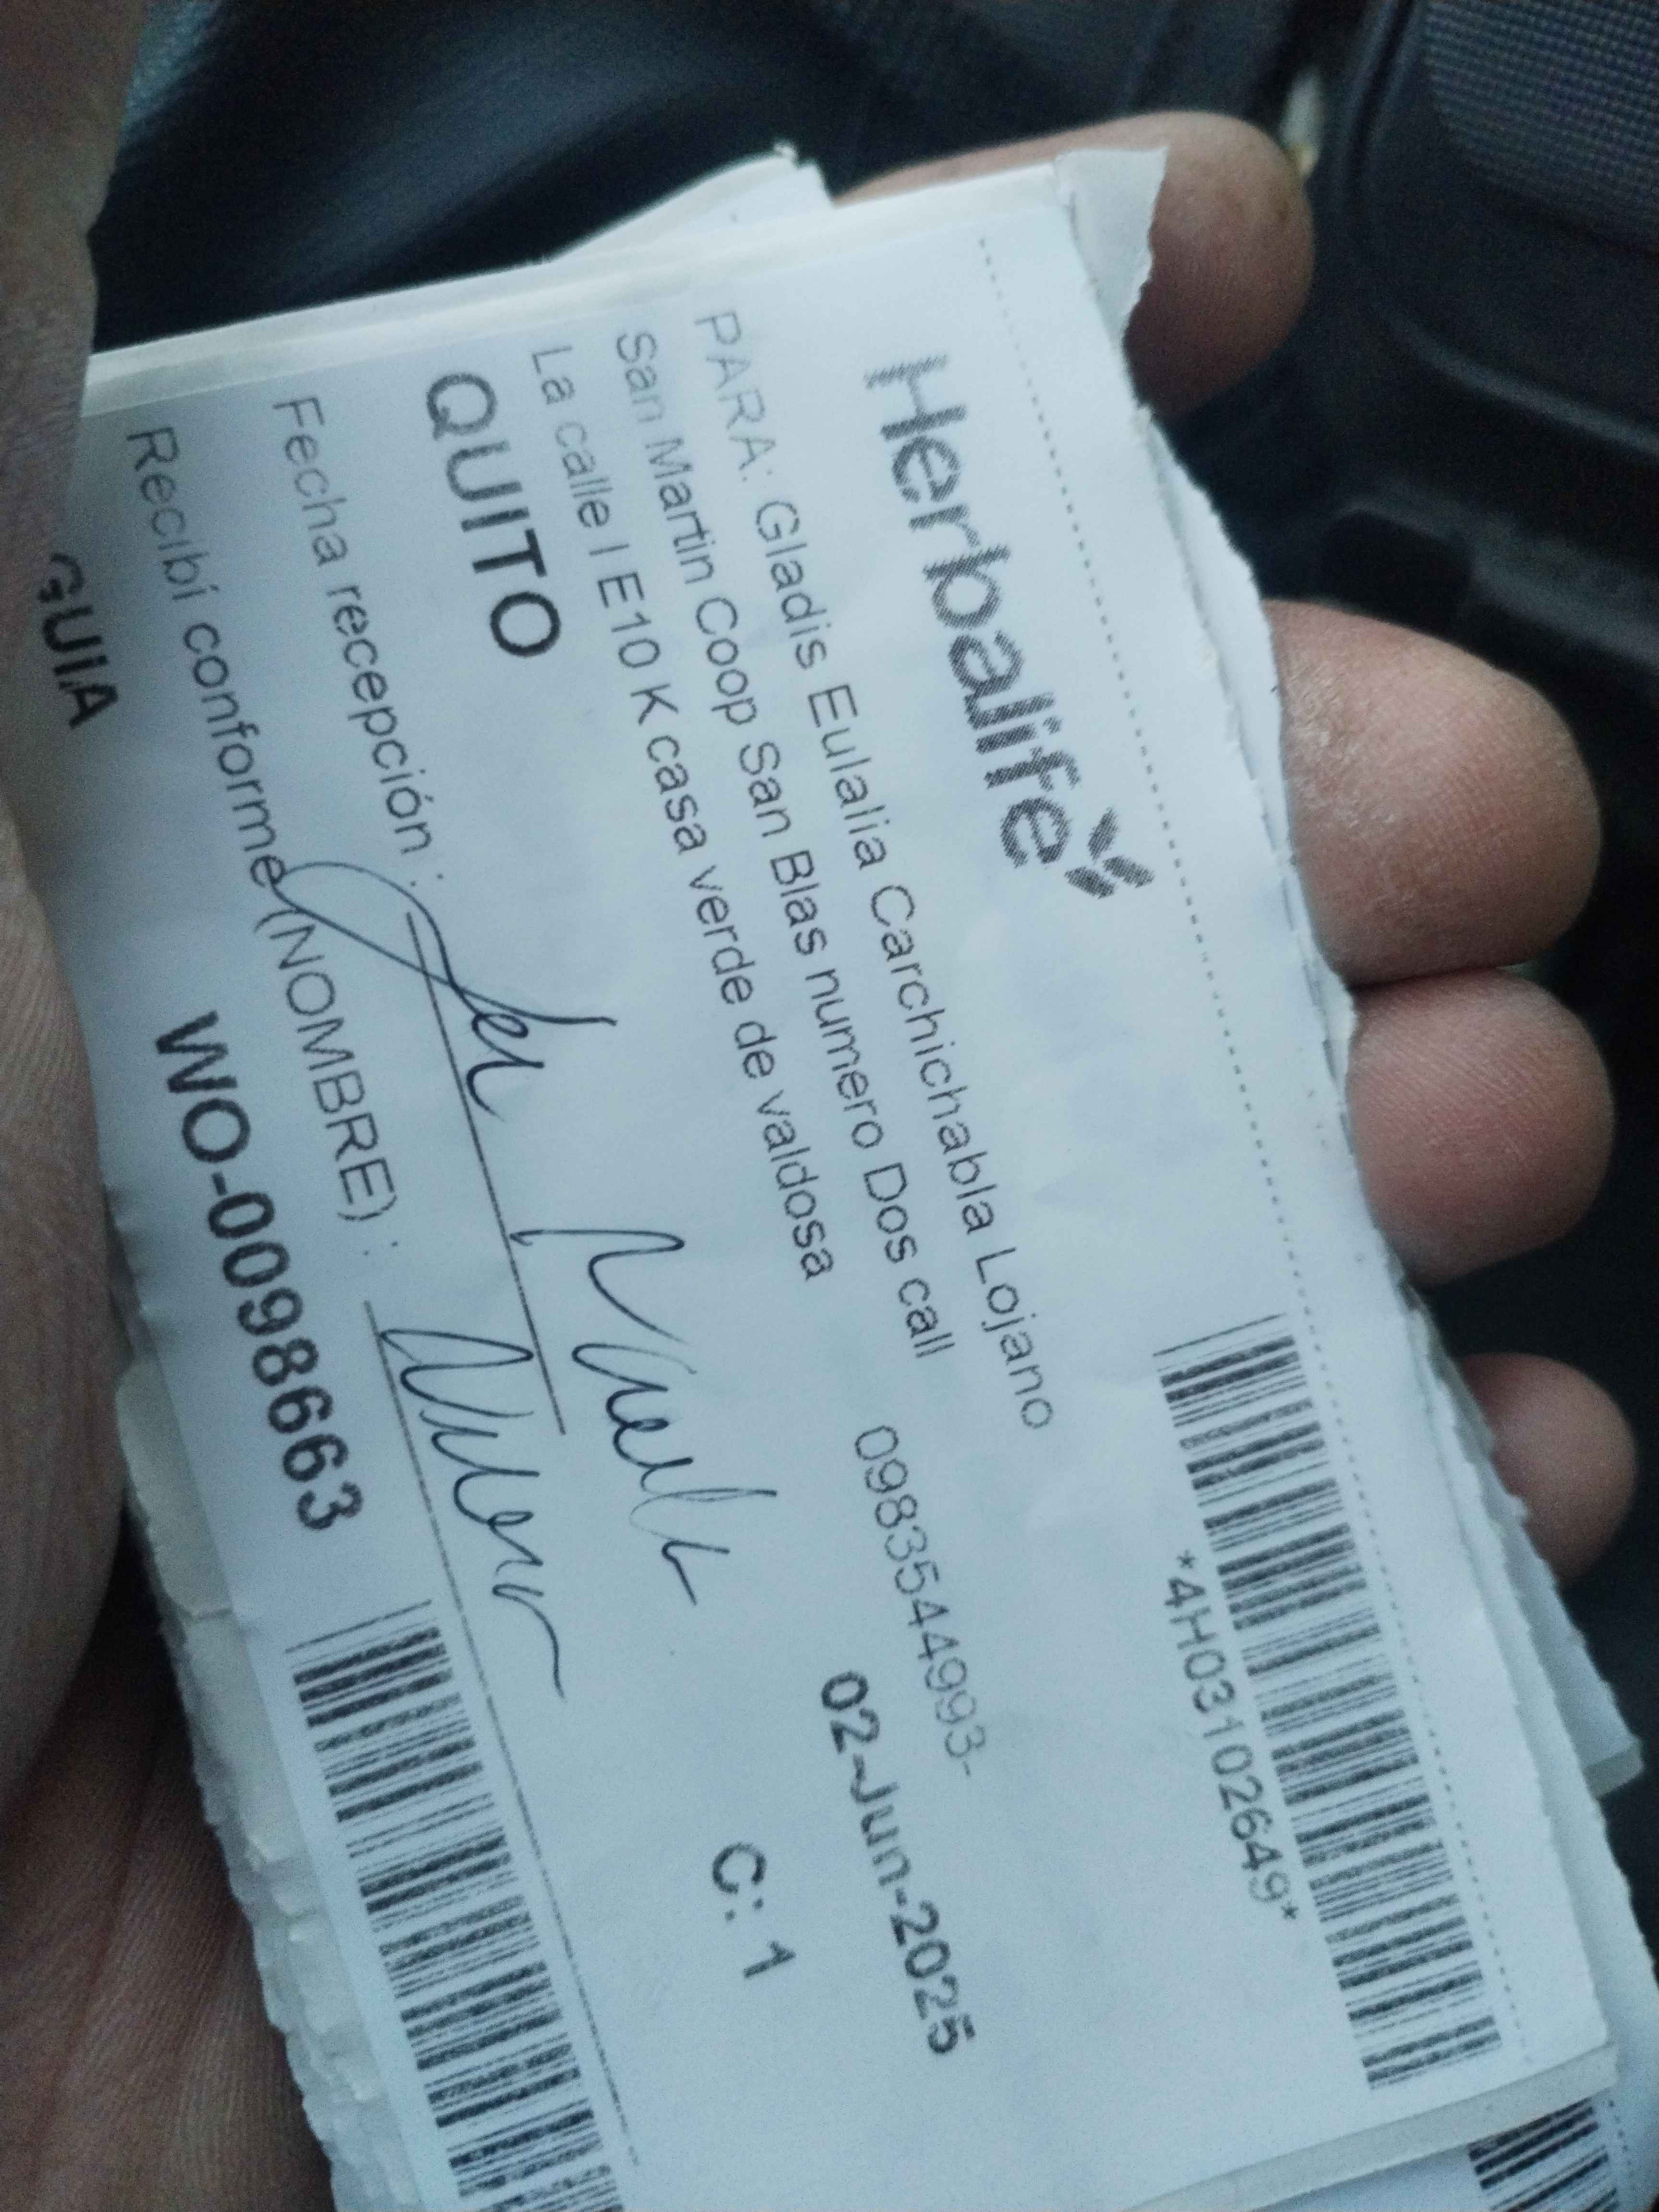 Herbalife
*4H03102649*
PARA: Gladis Eulalia Carchichabla Lojano
San Martin Coop San Blas numero Dos call
0983544993-
La calle I E10 K casa verde de valdosa
02-Jun-2025
QUITO
C: 1
Fecha recepción :
Recibí conforme(NOMBRE) :
GUIA
WO-0098663